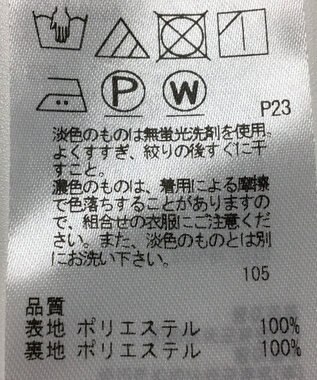 P W P23
淡色のものは無蛍光洗剤を使用。
よくすすぎ、絞りの後すぐに干
すこと。
濃色のものは、着用による摩擦
で色落ちすることがありますの
で、組合せの衣服にご注意くだ
さい。また、淡色のものとは別
にお洗い下さい。
105
品質
表地 ポリエステル 100%
裏地 ポリエステル 100%